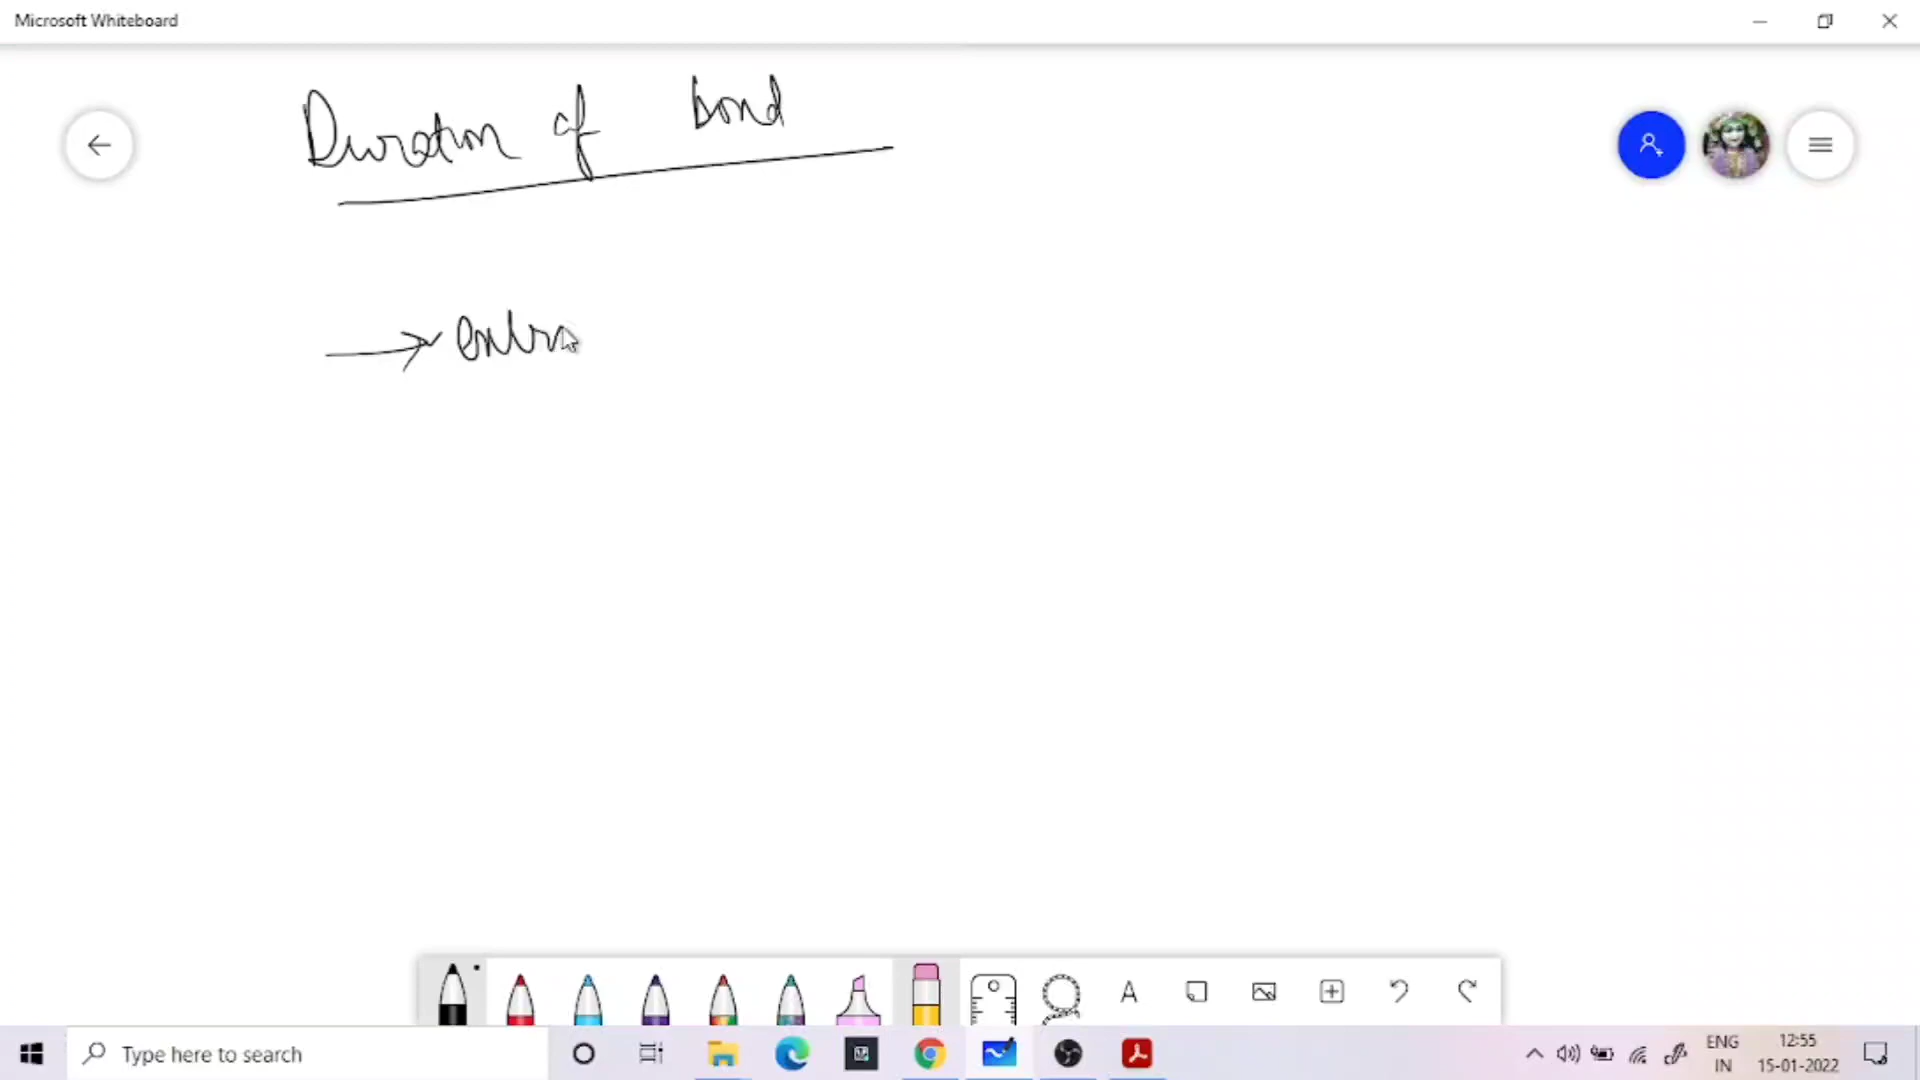 Microsoft Whiteboard
Duration of bond
A
Type here to search
ENG
IN
12:55
15-01-2022